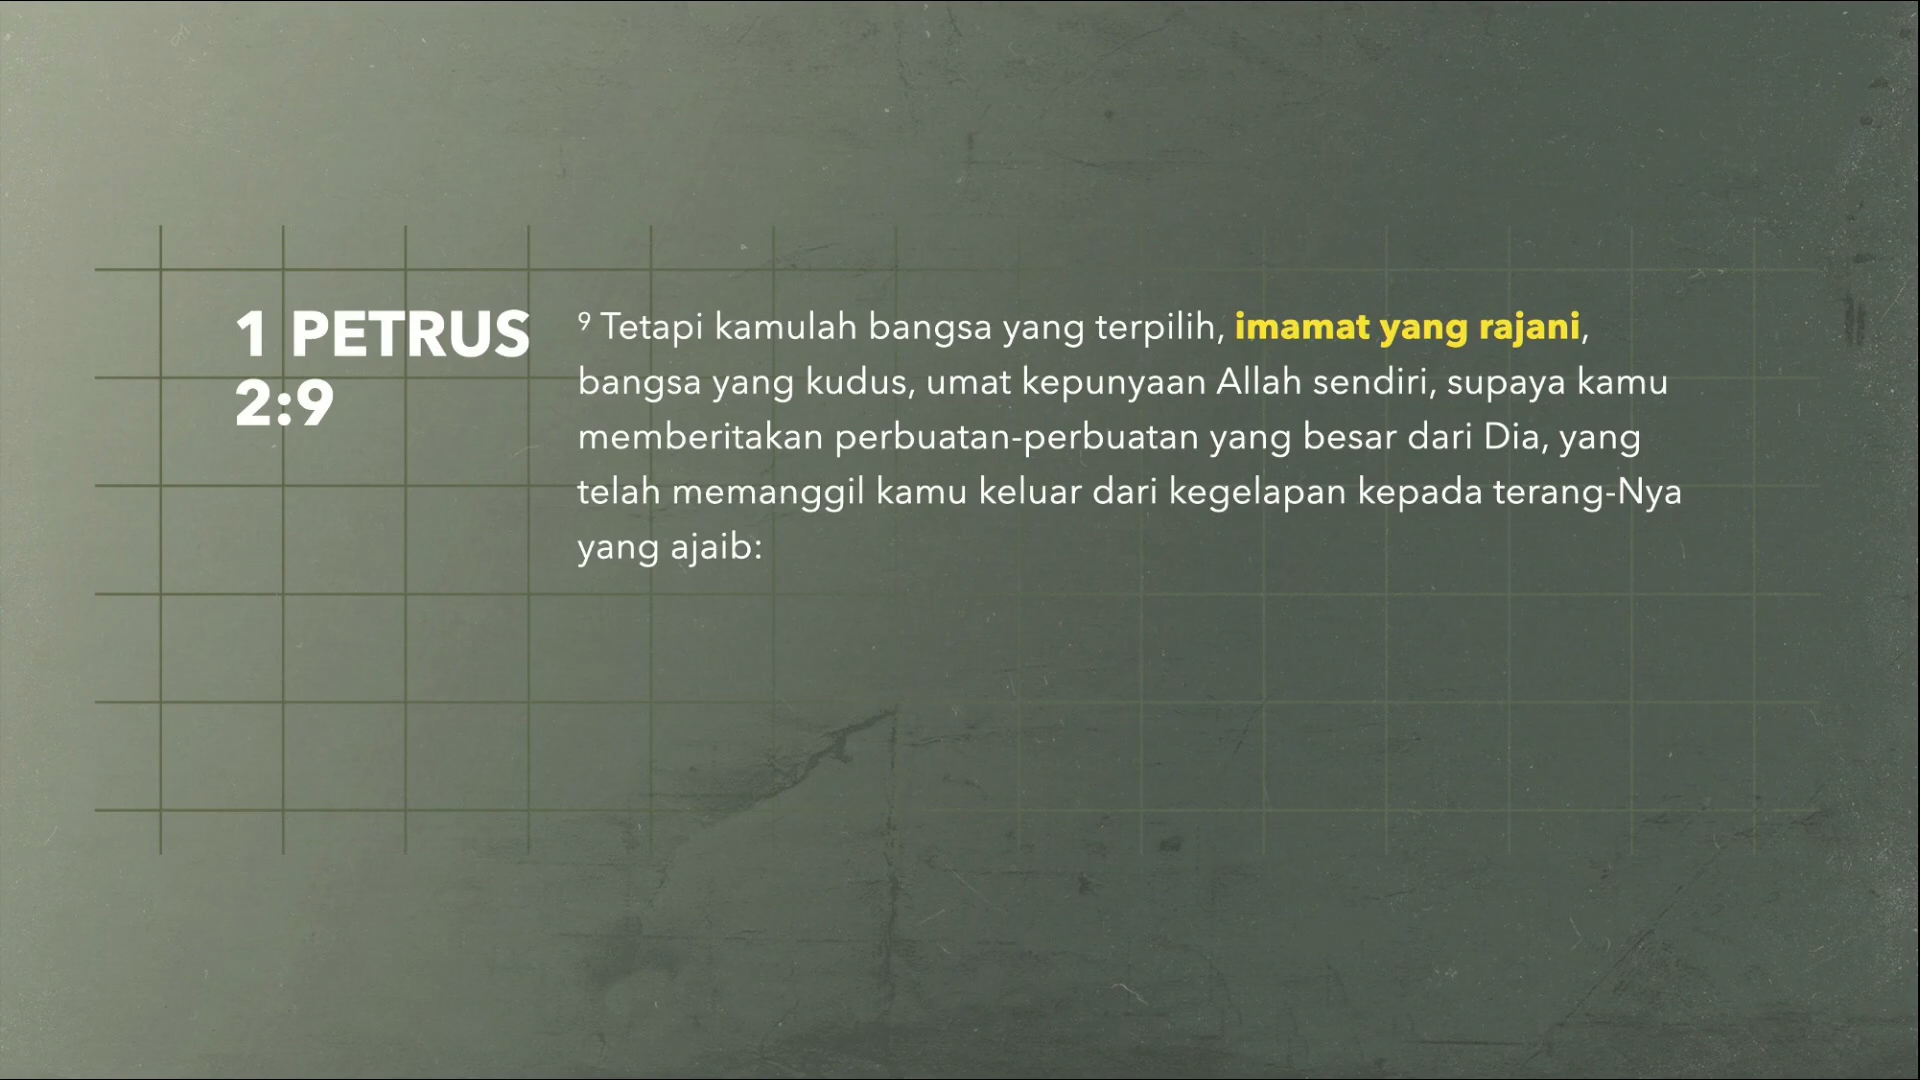 1 PETRUS
2:9
⁹ Tetapi kamulah bangsa yang terpilih, imamat yang rajani,
bangsa yang kudus, umat kepunyaan Allah sendiri, supaya kamu
memberitakan perbuatan-perbuatan yang besar dari Dia, yang
telah memanggil kamu keluar dari kegelapan kepada terang-Nya
yang ajaib: